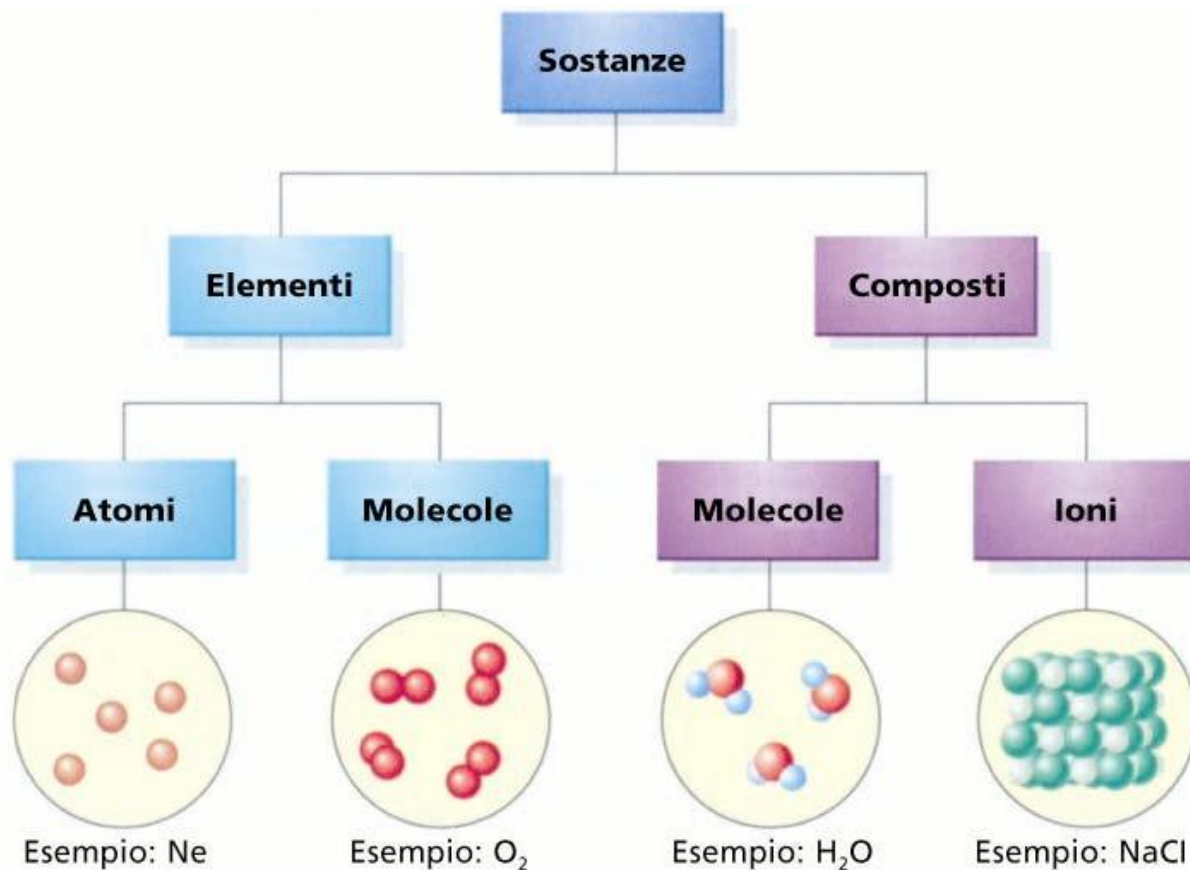 Sostanze
Elementi
Composti
Atomi
Molecole
Molecole
Ioni
Esempio: Ne
Esempio: O₂
Esempio: H₂O
Esempio: NaCl